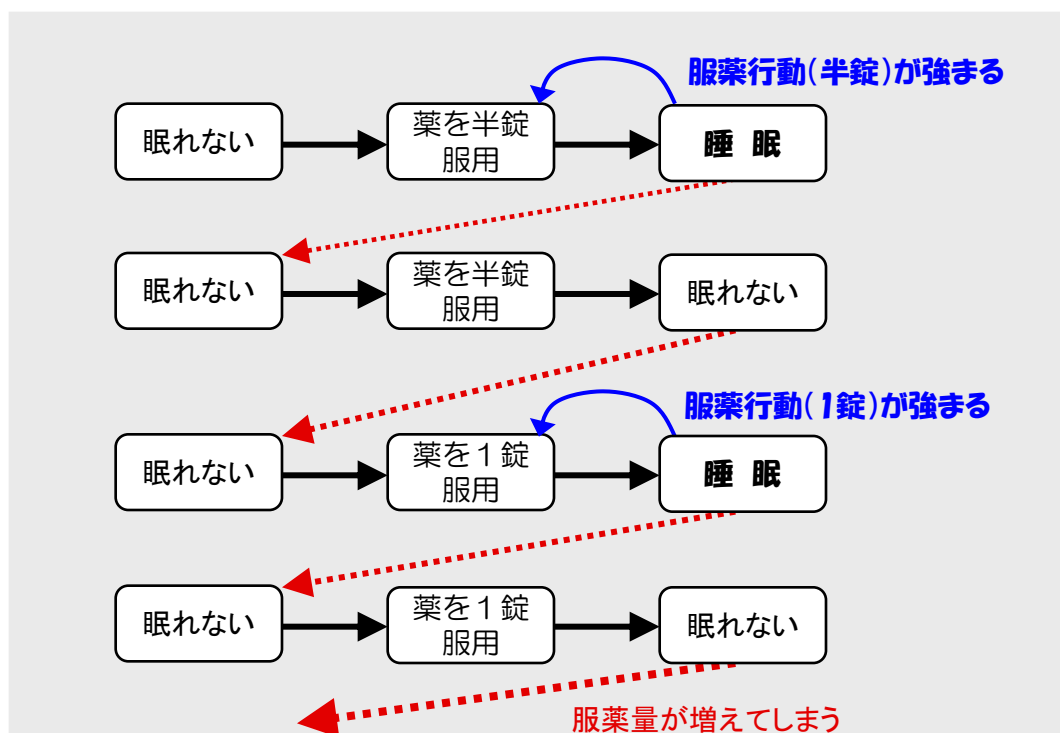 服薬行動(半錠)が強まる
眠れない
薬を半錠
服用
睡 眠
眠れない
薬を半錠
服用
眠れない
服薬行動(1錠)が強まる
眠れない
薬を１錠
服用
睡 眠
眠れない
薬を１錠
服用
眠れない
服薬量が増えてしまう